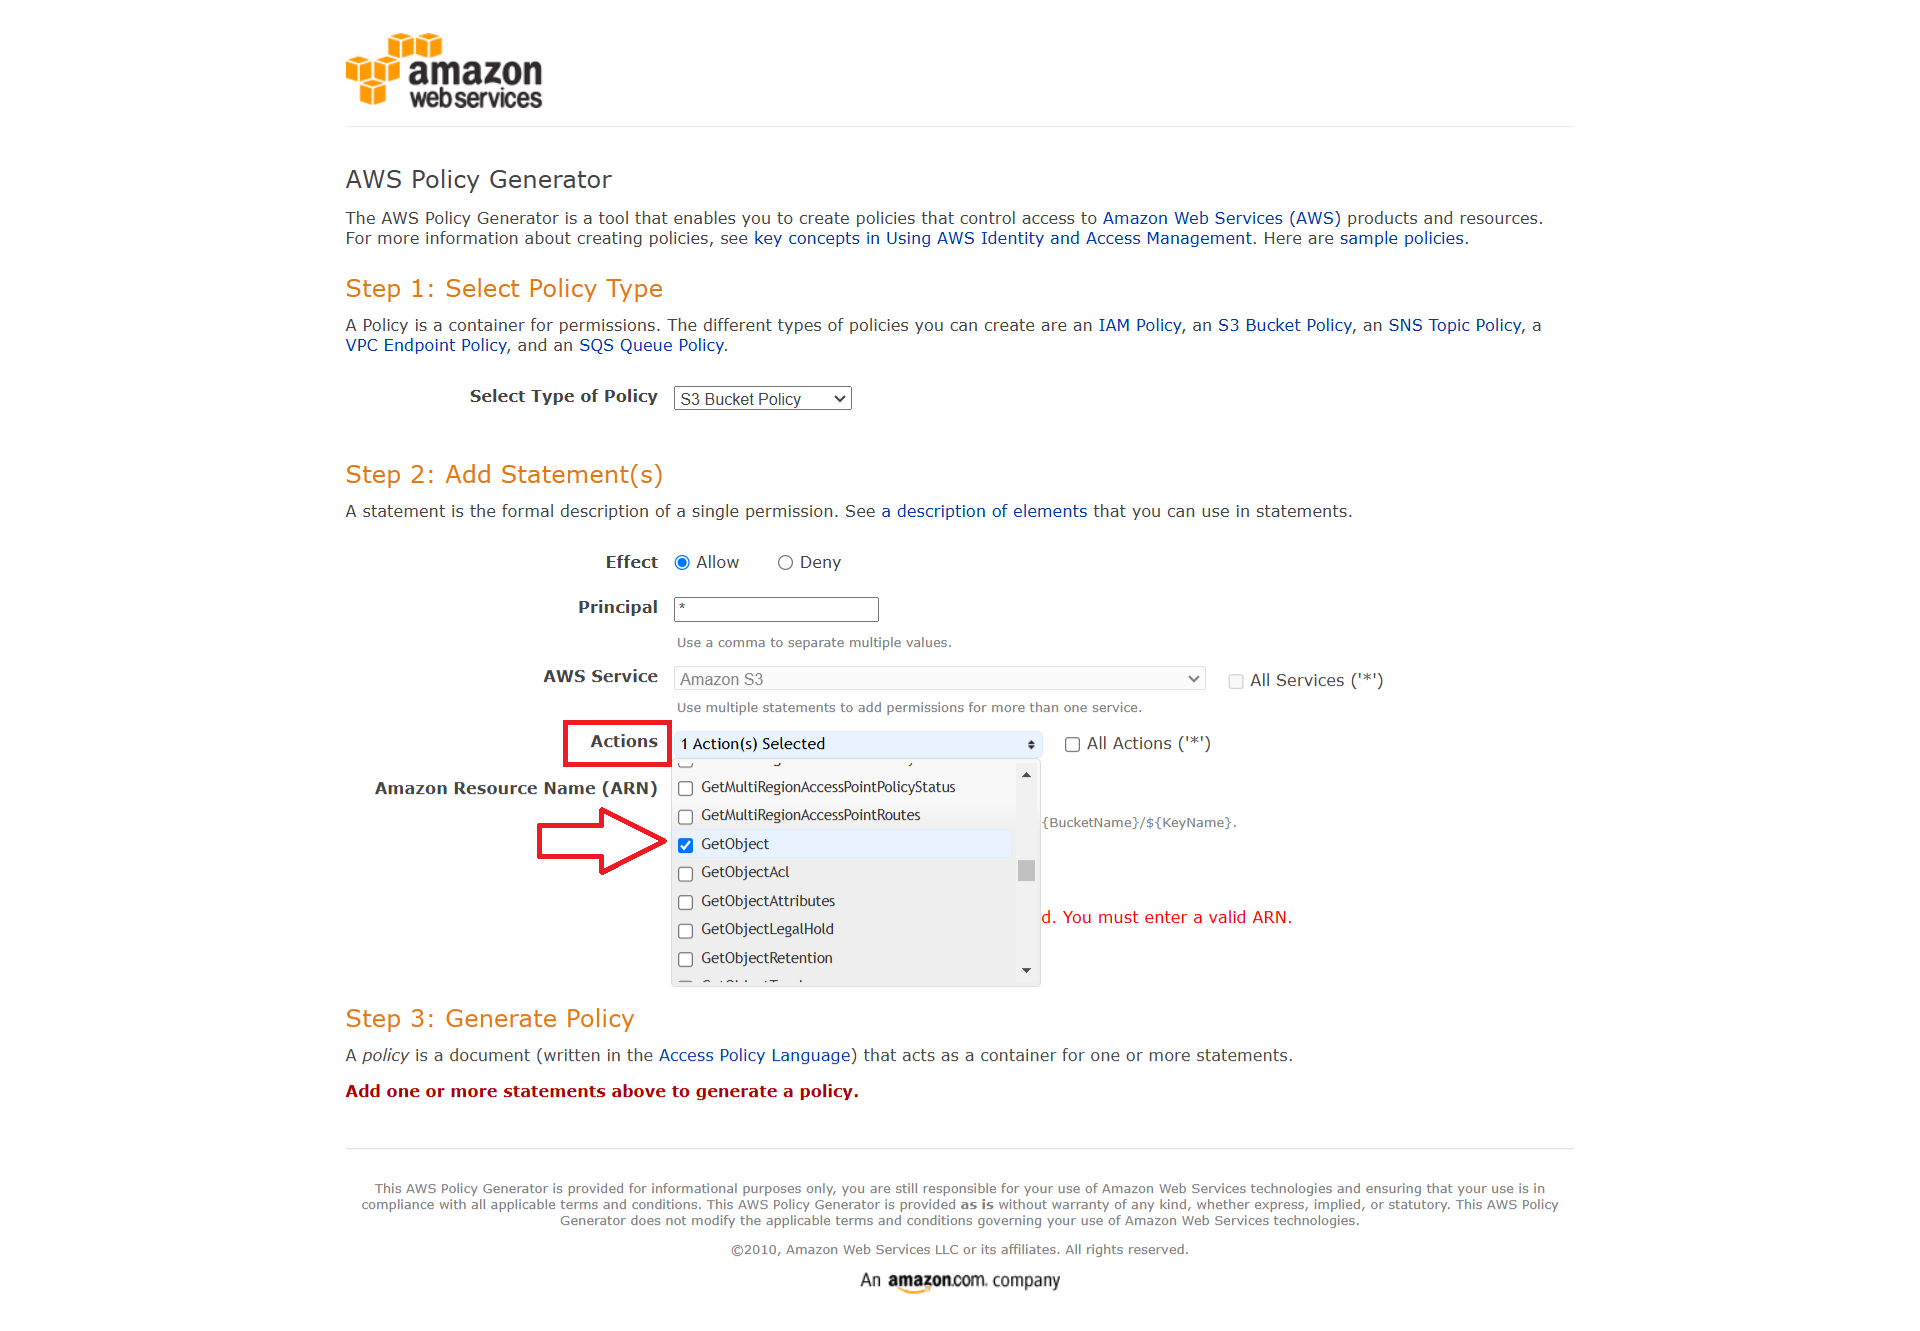 amazon
webservices
AWS Policy Generator
The AWS Policy Generator is a tool that enables you to create policies that control access to Amazon Web Services (AWS) products and resources.
For more information about creating policies, see key concepts in Using AWS Identity and Access Management. Here are sample policies.
Step 1: Select Policy Type
A Policy is a container for permissions. The different types of policies you can create are an IAM Policy, an S3 Bucket Policy, an SNS Topic Policy, a
VPC Endpoint Policy, and an SQS Queue Policy.
Select Type of Policy S3 Bucket Policy
Step 2: Add Statement(s)
A statement is the formal description of a single permission. See a description of elements that you can use in statements.
Effect Allow Deny
Principal *
Use a comma to separate multiple values.
AWS Service Amazon S3 All Services ('*')
Use multiple statements to add permissions for more than one service.
Actions 1 Action(s) Selected All Actions ('*')
Amazon Resource Name (ARN) GetMultiRegionAccessPointPolicyStatus
GetMultiRegionAccessPointRoutes {BucketName}/${KeyName}.
GetObject
GetObjectAcl
GetObjectAttributes
d. You must enter a valid ARN.
GetObjectLegalHold
GetObjectRetention
Step 3: Generate Policy
A policy is a document (written in the Access Policy Language) that acts as a container for one or more statements.
Add one or more statements above to generate a policy.
This AWS Policy Generator is provided for informational purposes only, you are still responsible for your use of Amazon Web Services technologies and ensuring that your use is in
compliance with all applicable terms and conditions. This AWS Policy Generator is provided as is without warranty of any kind, whether express, implied, or statutory. This AWS Policy
Generator does not modify the applicable terms and conditions governing your use of Amazon Web Services technologies.
©2010, Amazon Web Services LLC or its affiliates. All rights reserved.
An amazon.com. company